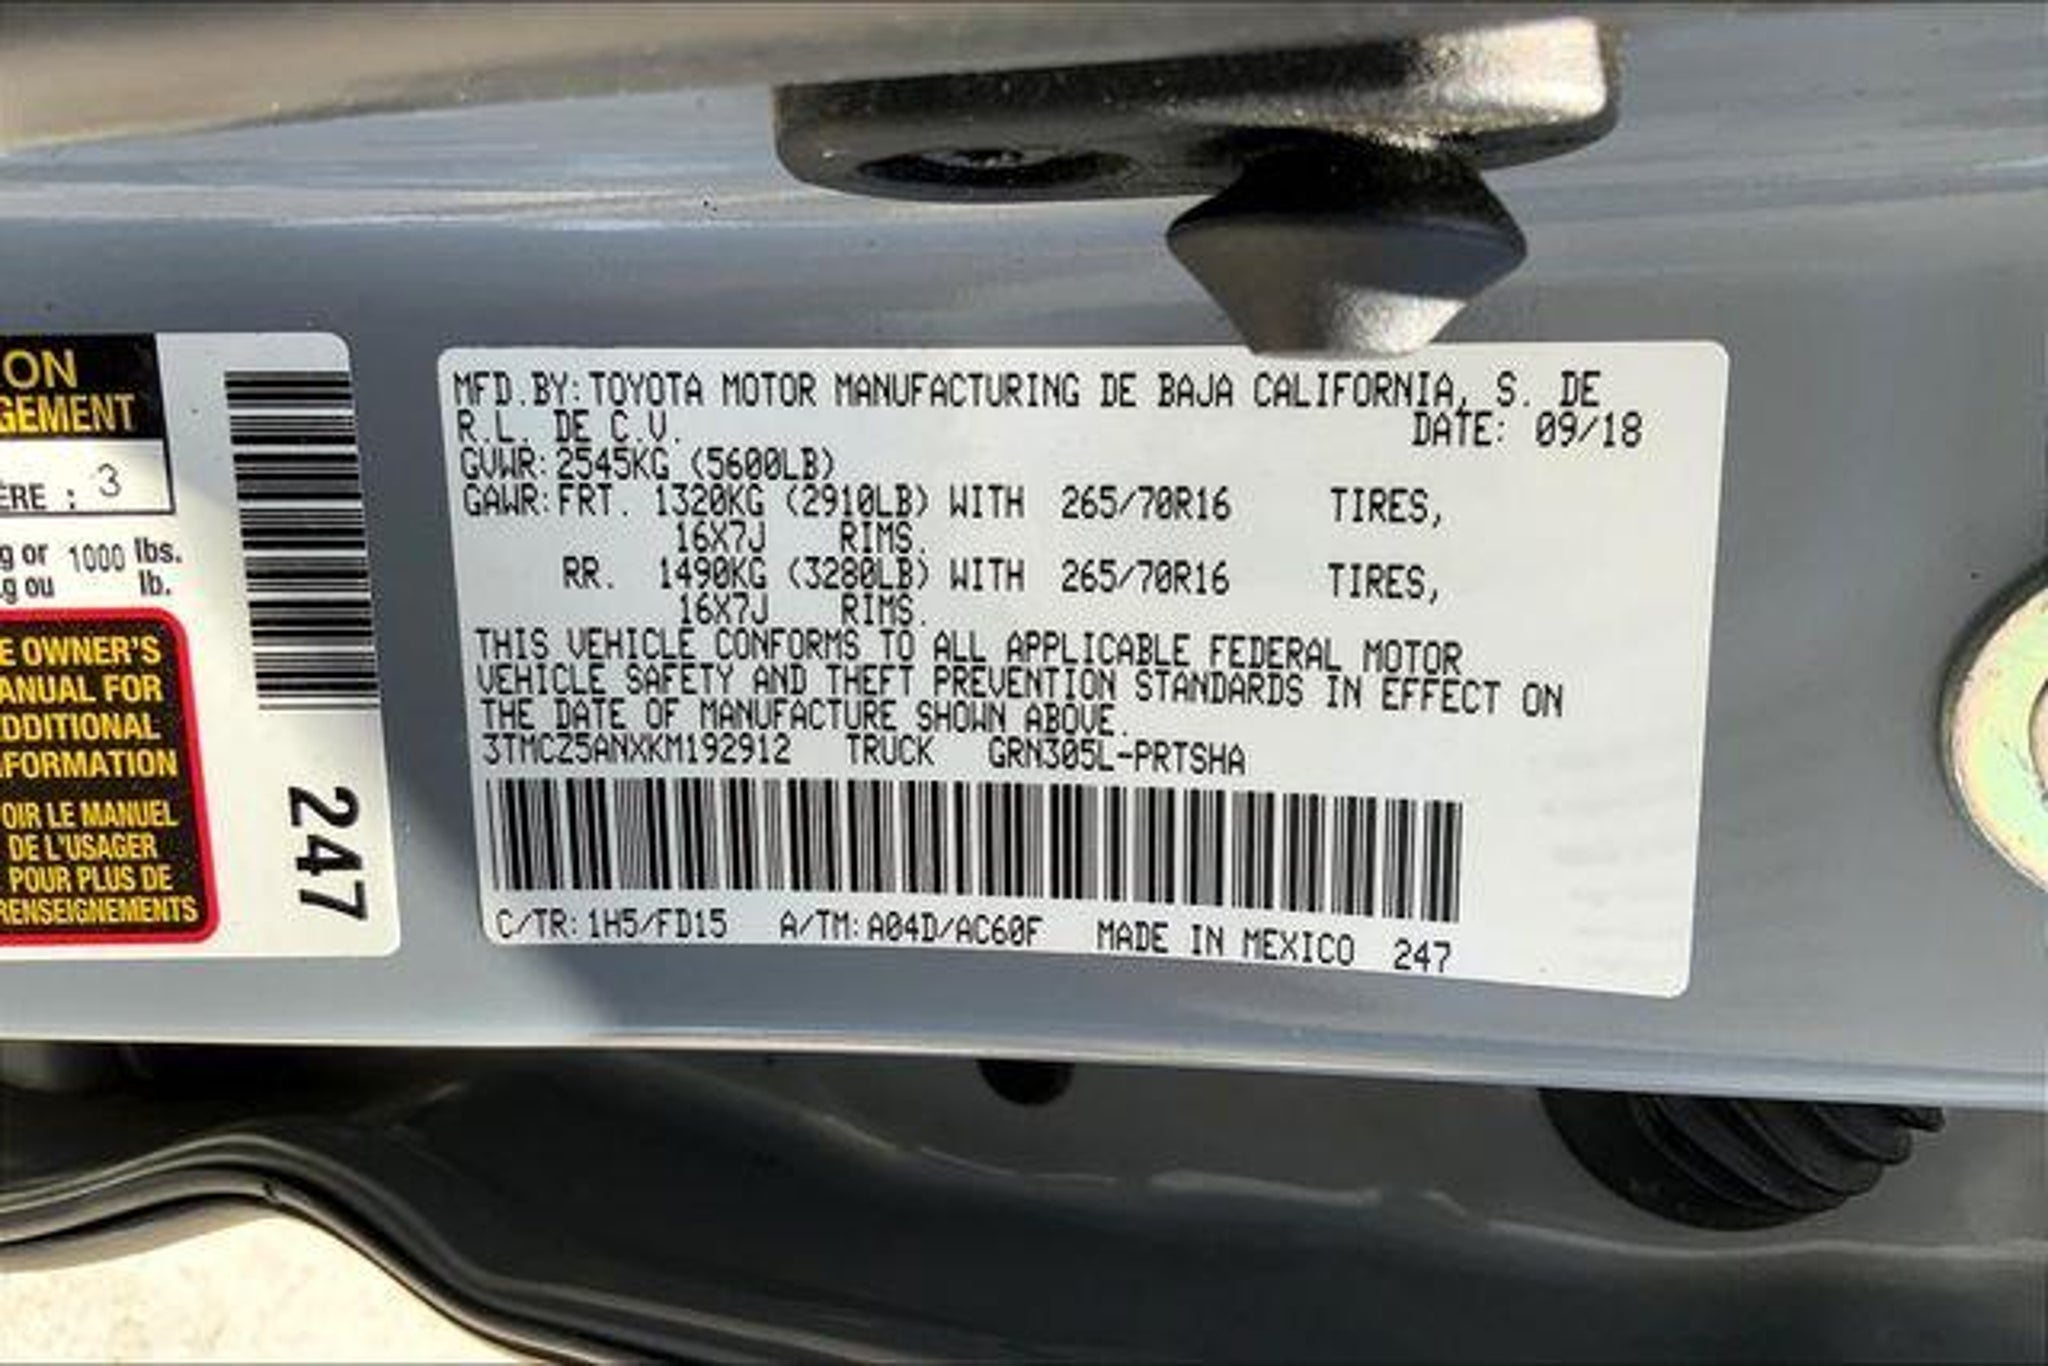 ON
GEMENT
ÈRE : 3
g or 1000 lbs.
g ou lb.
E OWNER'S
ANUAL FOR
DDITIONAL
FORMATION
OIR LE MANUEL
DE L'USAGER
POUR PLUS DE
RENSEIGNEMENTS
247
MFD.BY:TOYOTA MOTOR MANUFACTURING DE BAJA CALIFORNIA, S. DE
R.L. DE C.V. DATE: 09/18
GVWR:2545KG (5600LB)
GAWR:FRT. 1320KG (2910LB) WITH 265/70R16 TIRES,
16X7J RIMS.
RR. 1490KG (3280LB) WITH 265/70R16 TIRES,
16X7J RIMS.
THIS VEHICLE CONFORMS TO ALL APPLICABLE FEDERAL MOTOR
VEHICLE SAFETY AND THEFT PREVENTION STANDARDS IN EFFECT ON
THE DATE OF MANUFACTURE SHOWN ABOVE.
3TMCZ5ANXKM192912 TRUCK GRN305L-PRTSHA
C/TR:1H5/FD15 A/TM:A04D/AC60F MADE IN MEXICO 247